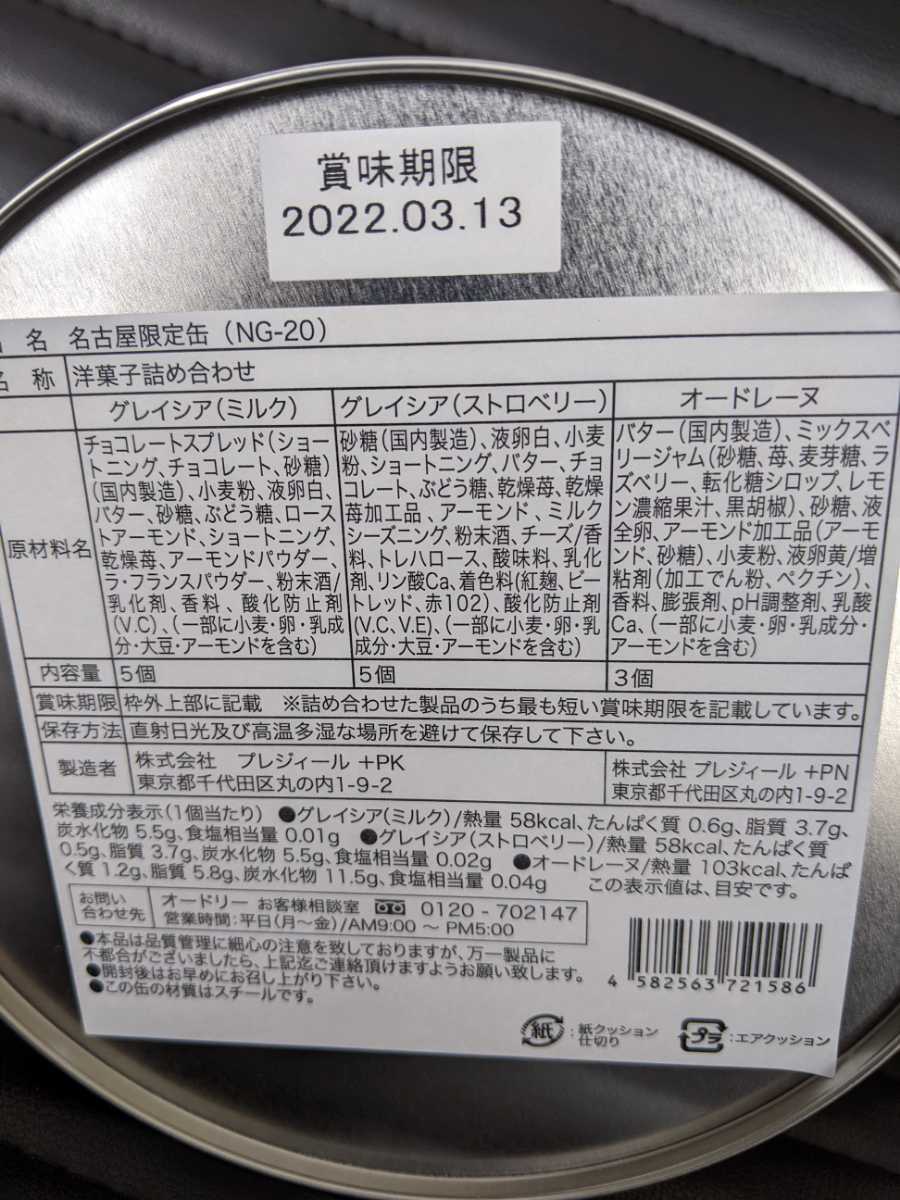 賞味期限
2022.03.13
名 名古屋限定缶（NG-20）
名 称 洋菓子詰め合わせ
グレイシア（ミルク）
グレイシア（ストロベリー）
オードレーヌ
原材料名
チョコレートスプレッド（ショー
トニング、チョコレート、砂糖）
（国内製造）、小麦粉、液卵白、
バター、砂糖、ぶどう糖、ロース
トアーモンド、ショートニング、
乾燥苺、アーモンドパウダー、
ラ・フランスパウダー、粉末酒/
乳化剤、香料、酸化防止剤
(V.C)、（一部に小麦・卵・乳成
分・大豆・アーモンドを含む）
砂糖（国内製造）、液卵白、小麦
粉、ショートニング、バター、チョ
コレート、ぶどう糖、乾燥苺、乾燥
苺加工品、アーモンド、ミルク
シーズニング、粉末酒、チーズ/香
料、トレハロース、酸味料、乳化
剤、リン酸Ca、着色料(紅麹、ビー
トレッド、赤102)、酸化防止剤
(V.C、V.E)、（一部に小麦・卵・乳
成分・大豆・アーモンドを含む）
バター（国内製造）、ミックスベ
リージャム（砂糖、苺、麦芽糖、ラ
ズベリー、転化糖シロップ、レモ
ン濃縮果汁、黒胡椒）、砂糖、液
全卵、アーモンド加工品（アーモ
ンド、砂糖）、小麦粉、液卵黄/増
粘剤（加工でん粉、ペクチン）、
香料、膨張剤、pH調整剤、乳酸
Ca、（一部に小麦・卵・乳成分・
アーモンドを含む）
内容量 5個 5個 3個
賞味期限 枠外上部に記載 ※詰め合わせた製品のうち最も短い賞味期限を記載しています。
保存方法 直射日光及び高温多湿な場所を避けて保存して下さい。
製造者
株式会社 プレジィール +PK
東京都千代田区丸の内1-9-2
株式会社 プレジィール +PN
東京都千代田区丸の内1-9-2
栄養成分表示（1個当たり） ●グレイシア（ミルク）/熱量 58kcal、たんぱく質 0.6g、脂質 3.7g、
炭水化物 5.5g、食塩相当量 0.01g ●グレイシア（ストロベリー）/熱量 58kcal、たんぱく質
0.5g、脂質 3.7g、炭水化物 5.5g、食塩相当量 0.02g ●オードレーヌ/熱量 103kcal、たんぱ
く質 1.2g、脂質 5.8g、炭水化物 11.5g、食塩相当量 0.04g この表示値は、目安です。
お問い
合わせ先
オードリー お客様相談室 0120-702147
営業時間：平日（月～金）/AM9:00 ～ PM5:00
●本品は品質管理に細心の注意を致しておりますが、万一製品に
不都合がございましたら、上記迄ご連絡頂けますようお願い致します。
●開封後はお早めにお召し上がり下さい。
●この缶の材質はスチールです。
4 582563 721586
紙 ：紙クッション
仕切り
プラ ：エアクッション